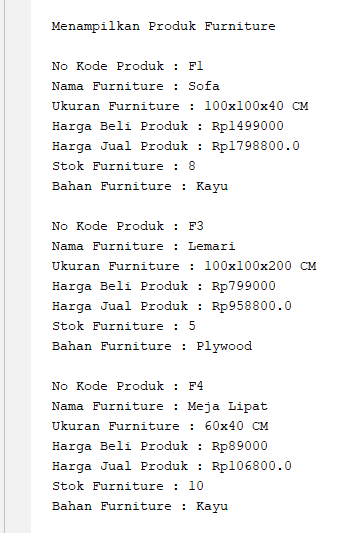 Menampilkan Produk Furniture
No Kode Produk : F1
Nama Furniture : Sofa
Ukuran Furniture : 100x100x40 CM
Harga Beli Produk : Rp1499000
Harga Jual Produk : Rp1798800.0
Stok Furniture : 8
Bahan Furniture : Kayu
No Kode Produk : F3
Nama Furniture : Lemari
Ukuran Furniture : 100x100x200 CM
Harga Beli Produk : Rp799000
Harga Jual Produk : Rp958800.0
Stok Furniture : 5
Bahan Furniture : Plywood
No Kode Produk : F4
Nama Furniture : Meja Lipat
Ukuran Furniture : 60x40 CM
Harga Beli Produk : Rp89000
Harga Jual Produk : Rp106800.0
Stok Furniture : 10
Bahan Furniture : Kayu